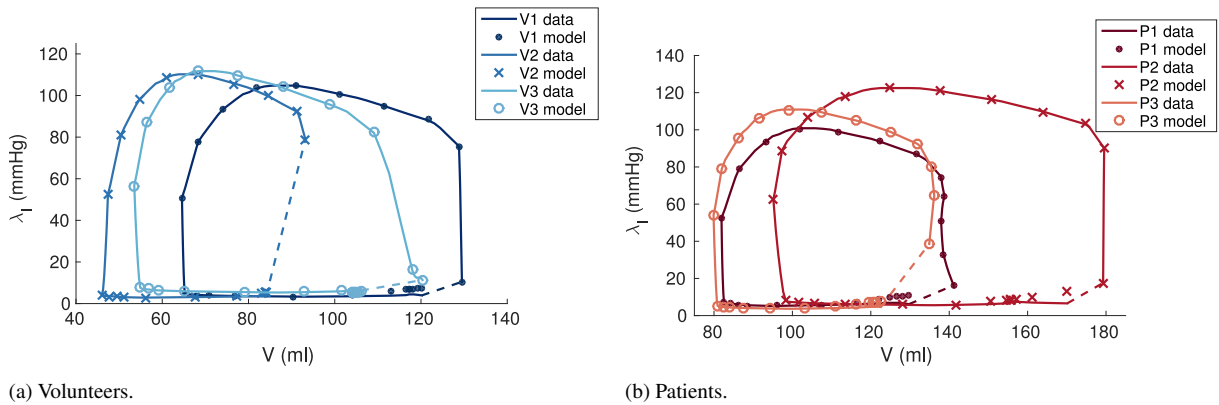 V1 data
V1 model
V2 data
V2 model
V3 data
V3 model
120
100
80
60
40
20
0
λI (mmHg)
40
60
80
100
120
140
V (ml)
(a) Volunteers.
P1 data
P1 model
P2 data
P2 model
P3 data
P3 model
140
120
100
80
60
40
20
0
λI (mmHg)
80
100
120
140
160
180
V (ml)
(b) Patients.